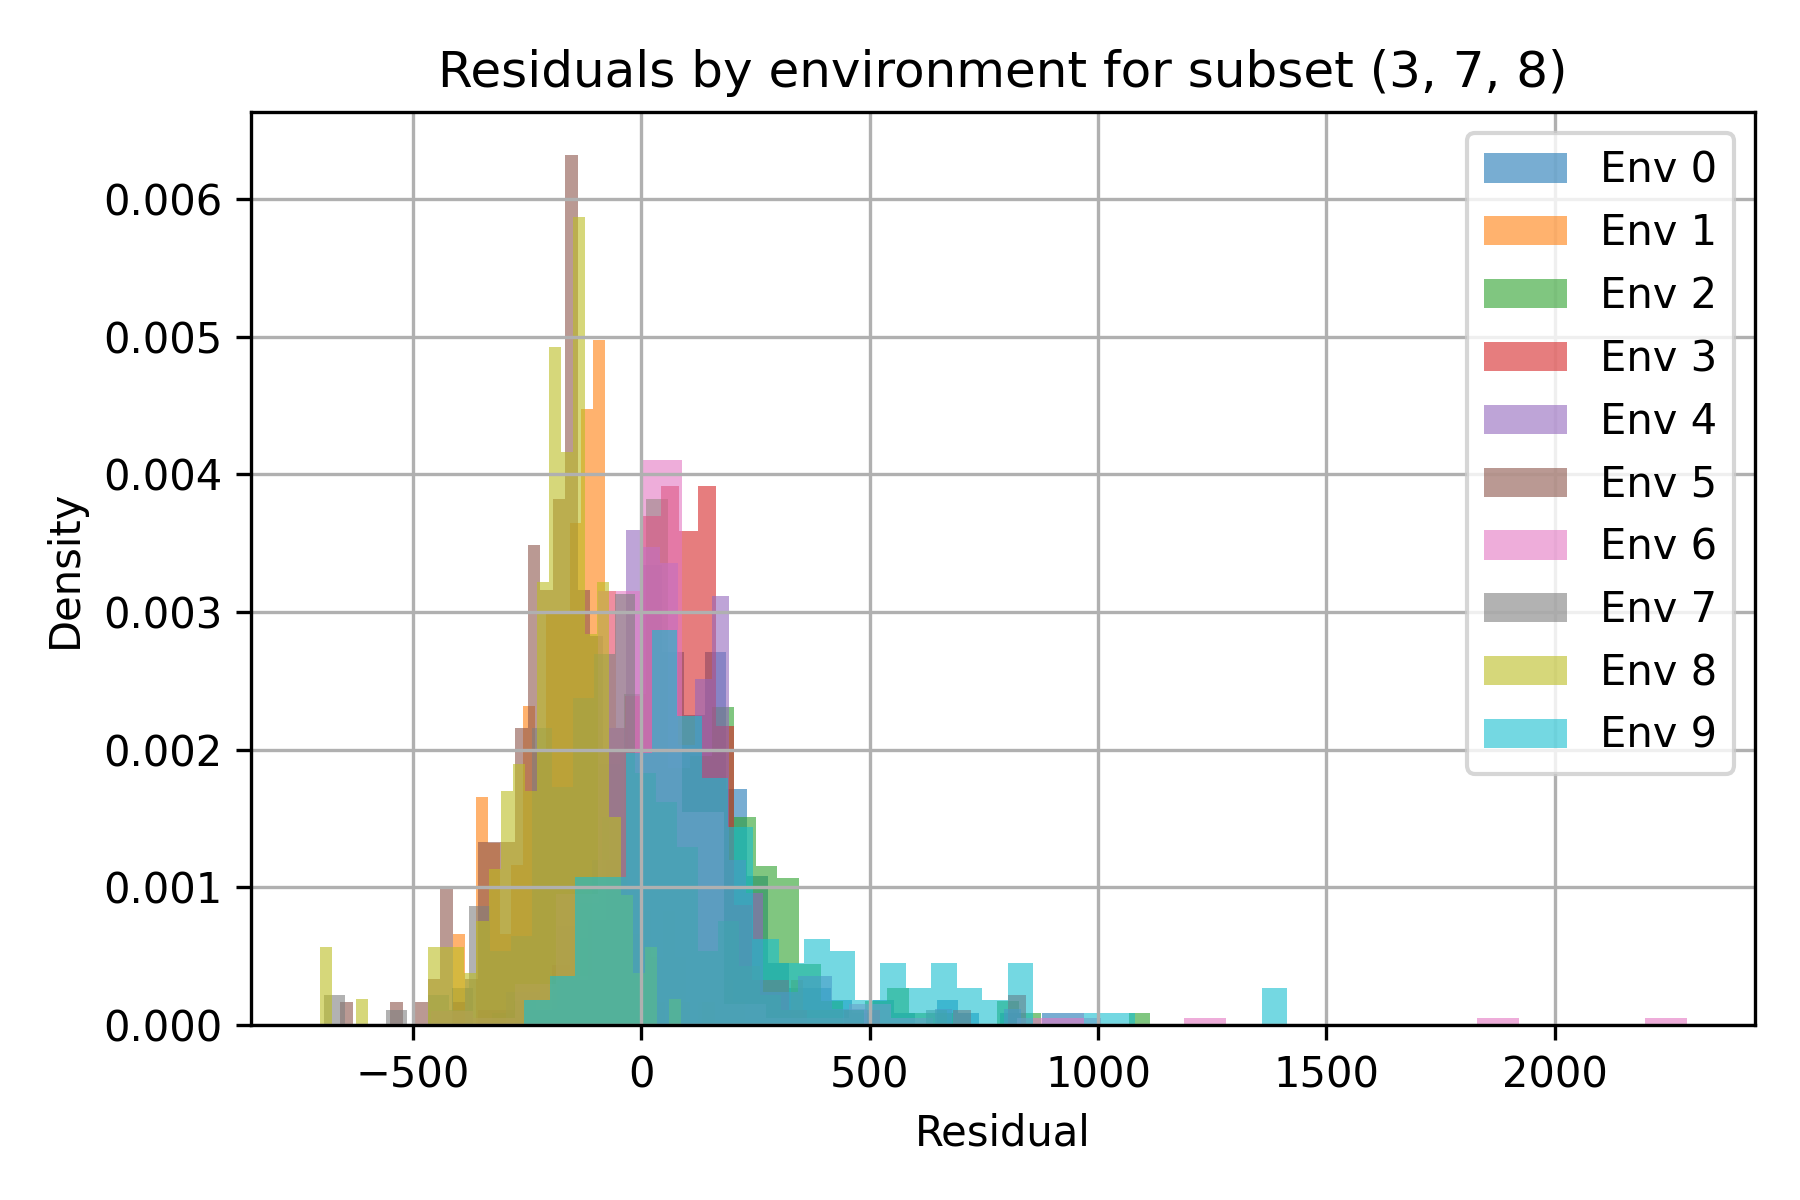 Residuals by environment for subset (3, 7, 8)
Density
0.006
0.005
0.004
0.003
0.002
0.001
0.000
−500
0
500
1000
1500
2000
Residual
Env 0
Env 1
Env 2
Env 3
Env 4
Env 5
Env 6
Env 7
Env 8
Env 9